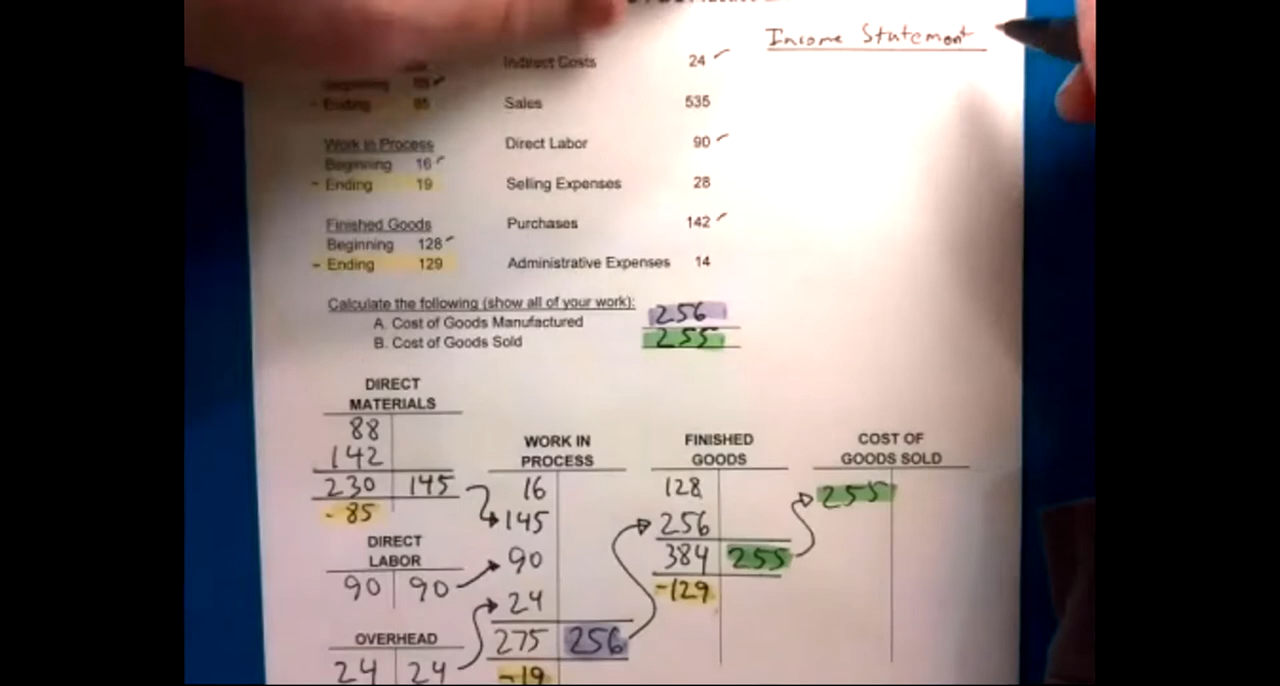 Income Statement
Indirect Costs 24
Beginning
- Ending 85
Sales 535
Work in Process
Beginning 16
- Ending 19
Direct Labor 90
Selling Expenses 28
Finished Goods
Beginning 128
- Ending 129
Purchases 142
Administrative Expenses 14
Calculate the following (show all of your work):
A. Cost of Goods Manufactured 256
B. Cost of Goods Sold 255
DIRECT
MATERIALS
88
142
230 145
-85
DIRECT
LABOR
90 90
OVERHEAD
24 24
WORK IN
PROCESS
16
145
90
24
275 256
-19
FINISHED
GOODS
128
256
384 255
-129
COST OF
GOODS SOLD
255